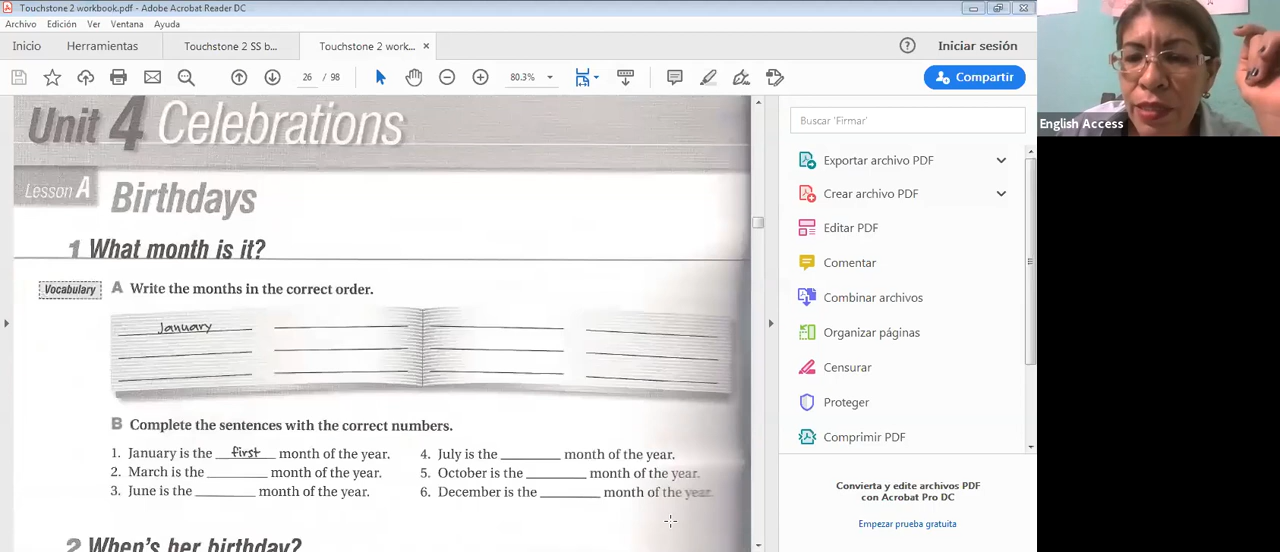 Touchstone 2 workbook.pdf - Adobe Acrobat Reader DC
Archivo Edición Ver Ventana Ayuda
Inicio Herramientas Touchstone 2 SS b... Touchstone 2 work... × Iniciar sesión
26 / 98 80.3% Compartir
Unit 4 Celebrations
Lesson A Birthdays
1 What month is it?
Vocabulary A Write the months in the correct order.
January
B Complete the sentences with the correct numbers.
1. January is the first month of the year.
2. March is the ________ month of the year.
3. June is the ________ month of the year.
4. July is the ________ month of the year.
5. October is the ________ month of the year.
6. December is the ________ month of the year.
2 When's her birthday?
Buscar 'Firmar'
Exportar archivo PDF
Crear archivo PDF
Editar PDF
Comentar
Combinar archivos
Organizar páginas
Censurar
Proteger
Comprimir PDF
Convierta y edite archivos PDF
con Acrobat Pro DC
Empezar prueba gratuita
English Access